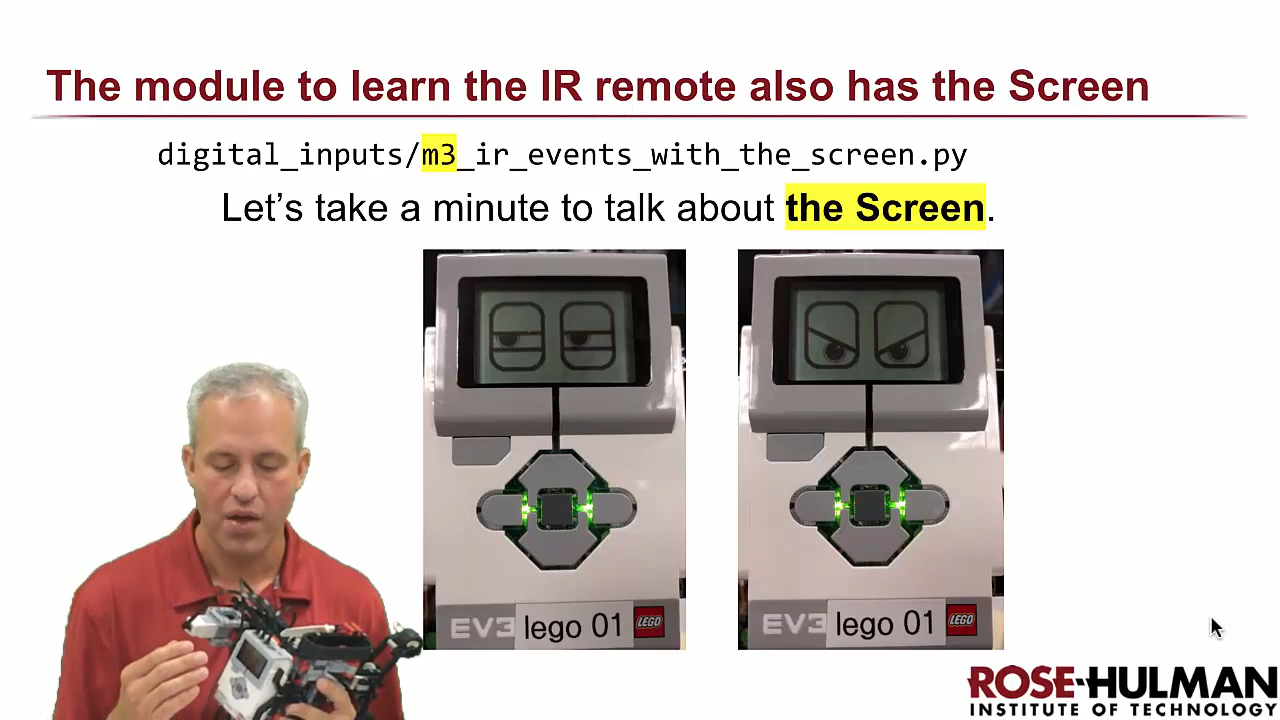 The module to learn the IR remote also has the Screen
digital_inputs/m3_ir_events_with_the_screen.py
Let’s take a minute to talk about the Screen.
EV3 lego 01 LEGO
EV3 lego 01 LEGO
ROSE-HULMAN
INSTITUTE OF TECHNOLOGY